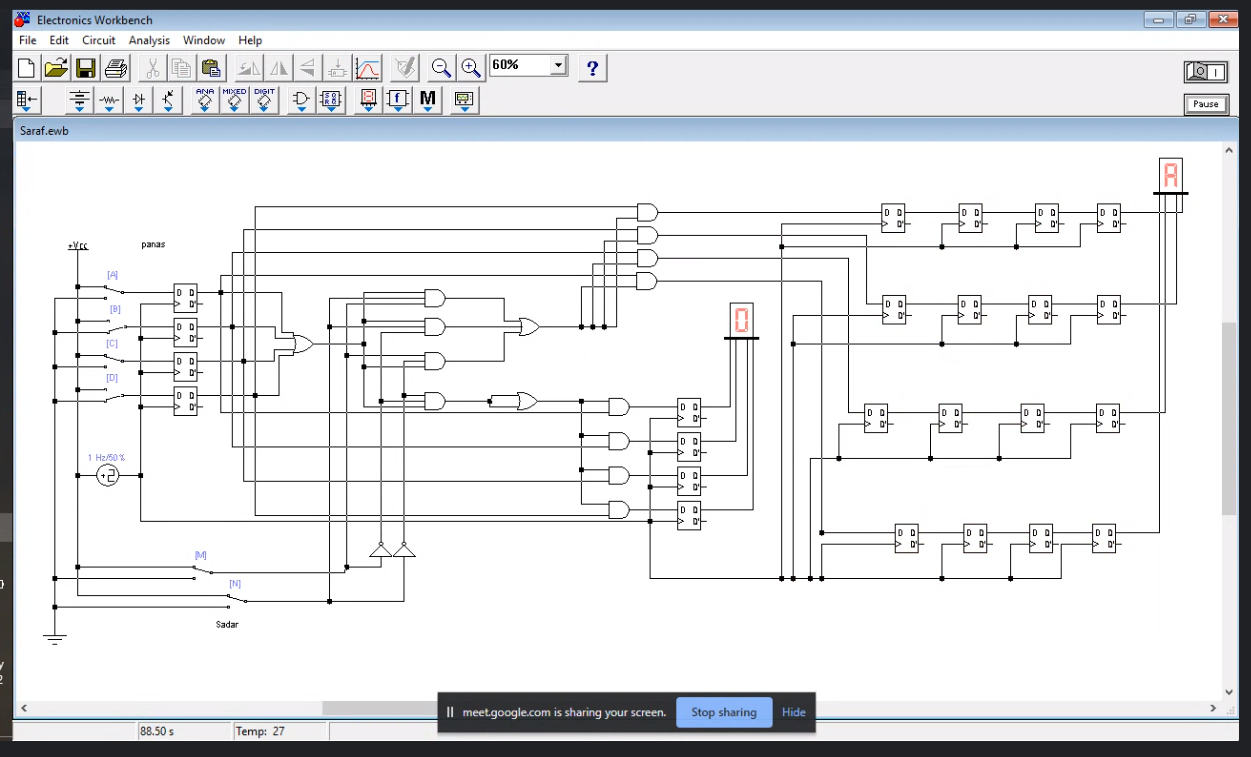 Electronics Workbench
File Edit Circuit Analysis Window Help
60%
?
ANA MIXED DIGIT
f M
Pause
Saraf.ewb
A
+Vcc panas
[A]
[B]
[C]
[D]
0
1 Hz/50%
[M]
[N]
Sadar
D Q
Q'
meet.google.com is sharing your screen. Stop sharing Hide
88.50 s Temp: 27